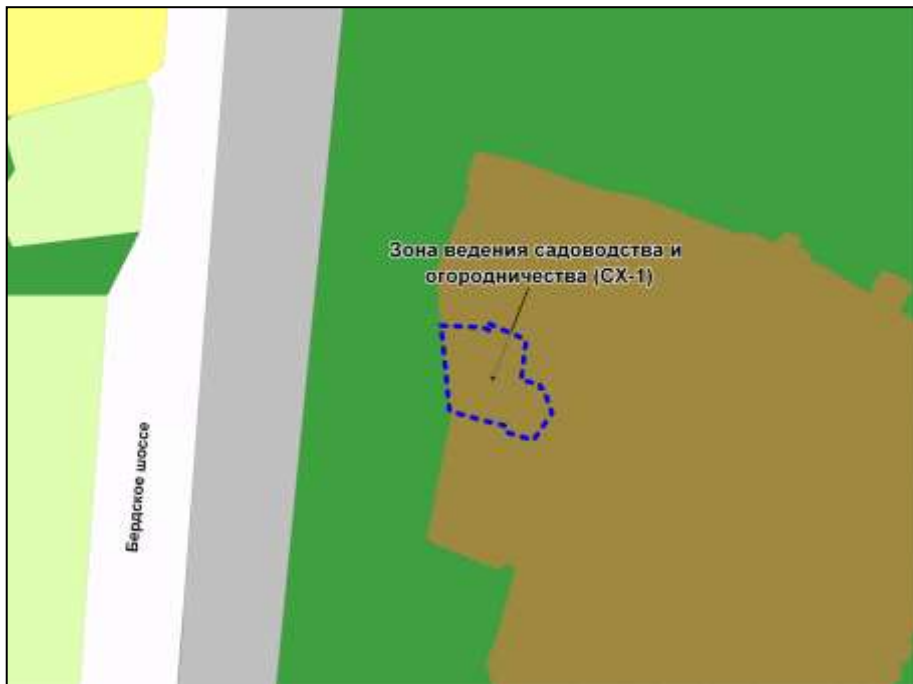 Зона ведения садоводства и
огородничества (СХ-1)
Бердское шоссе